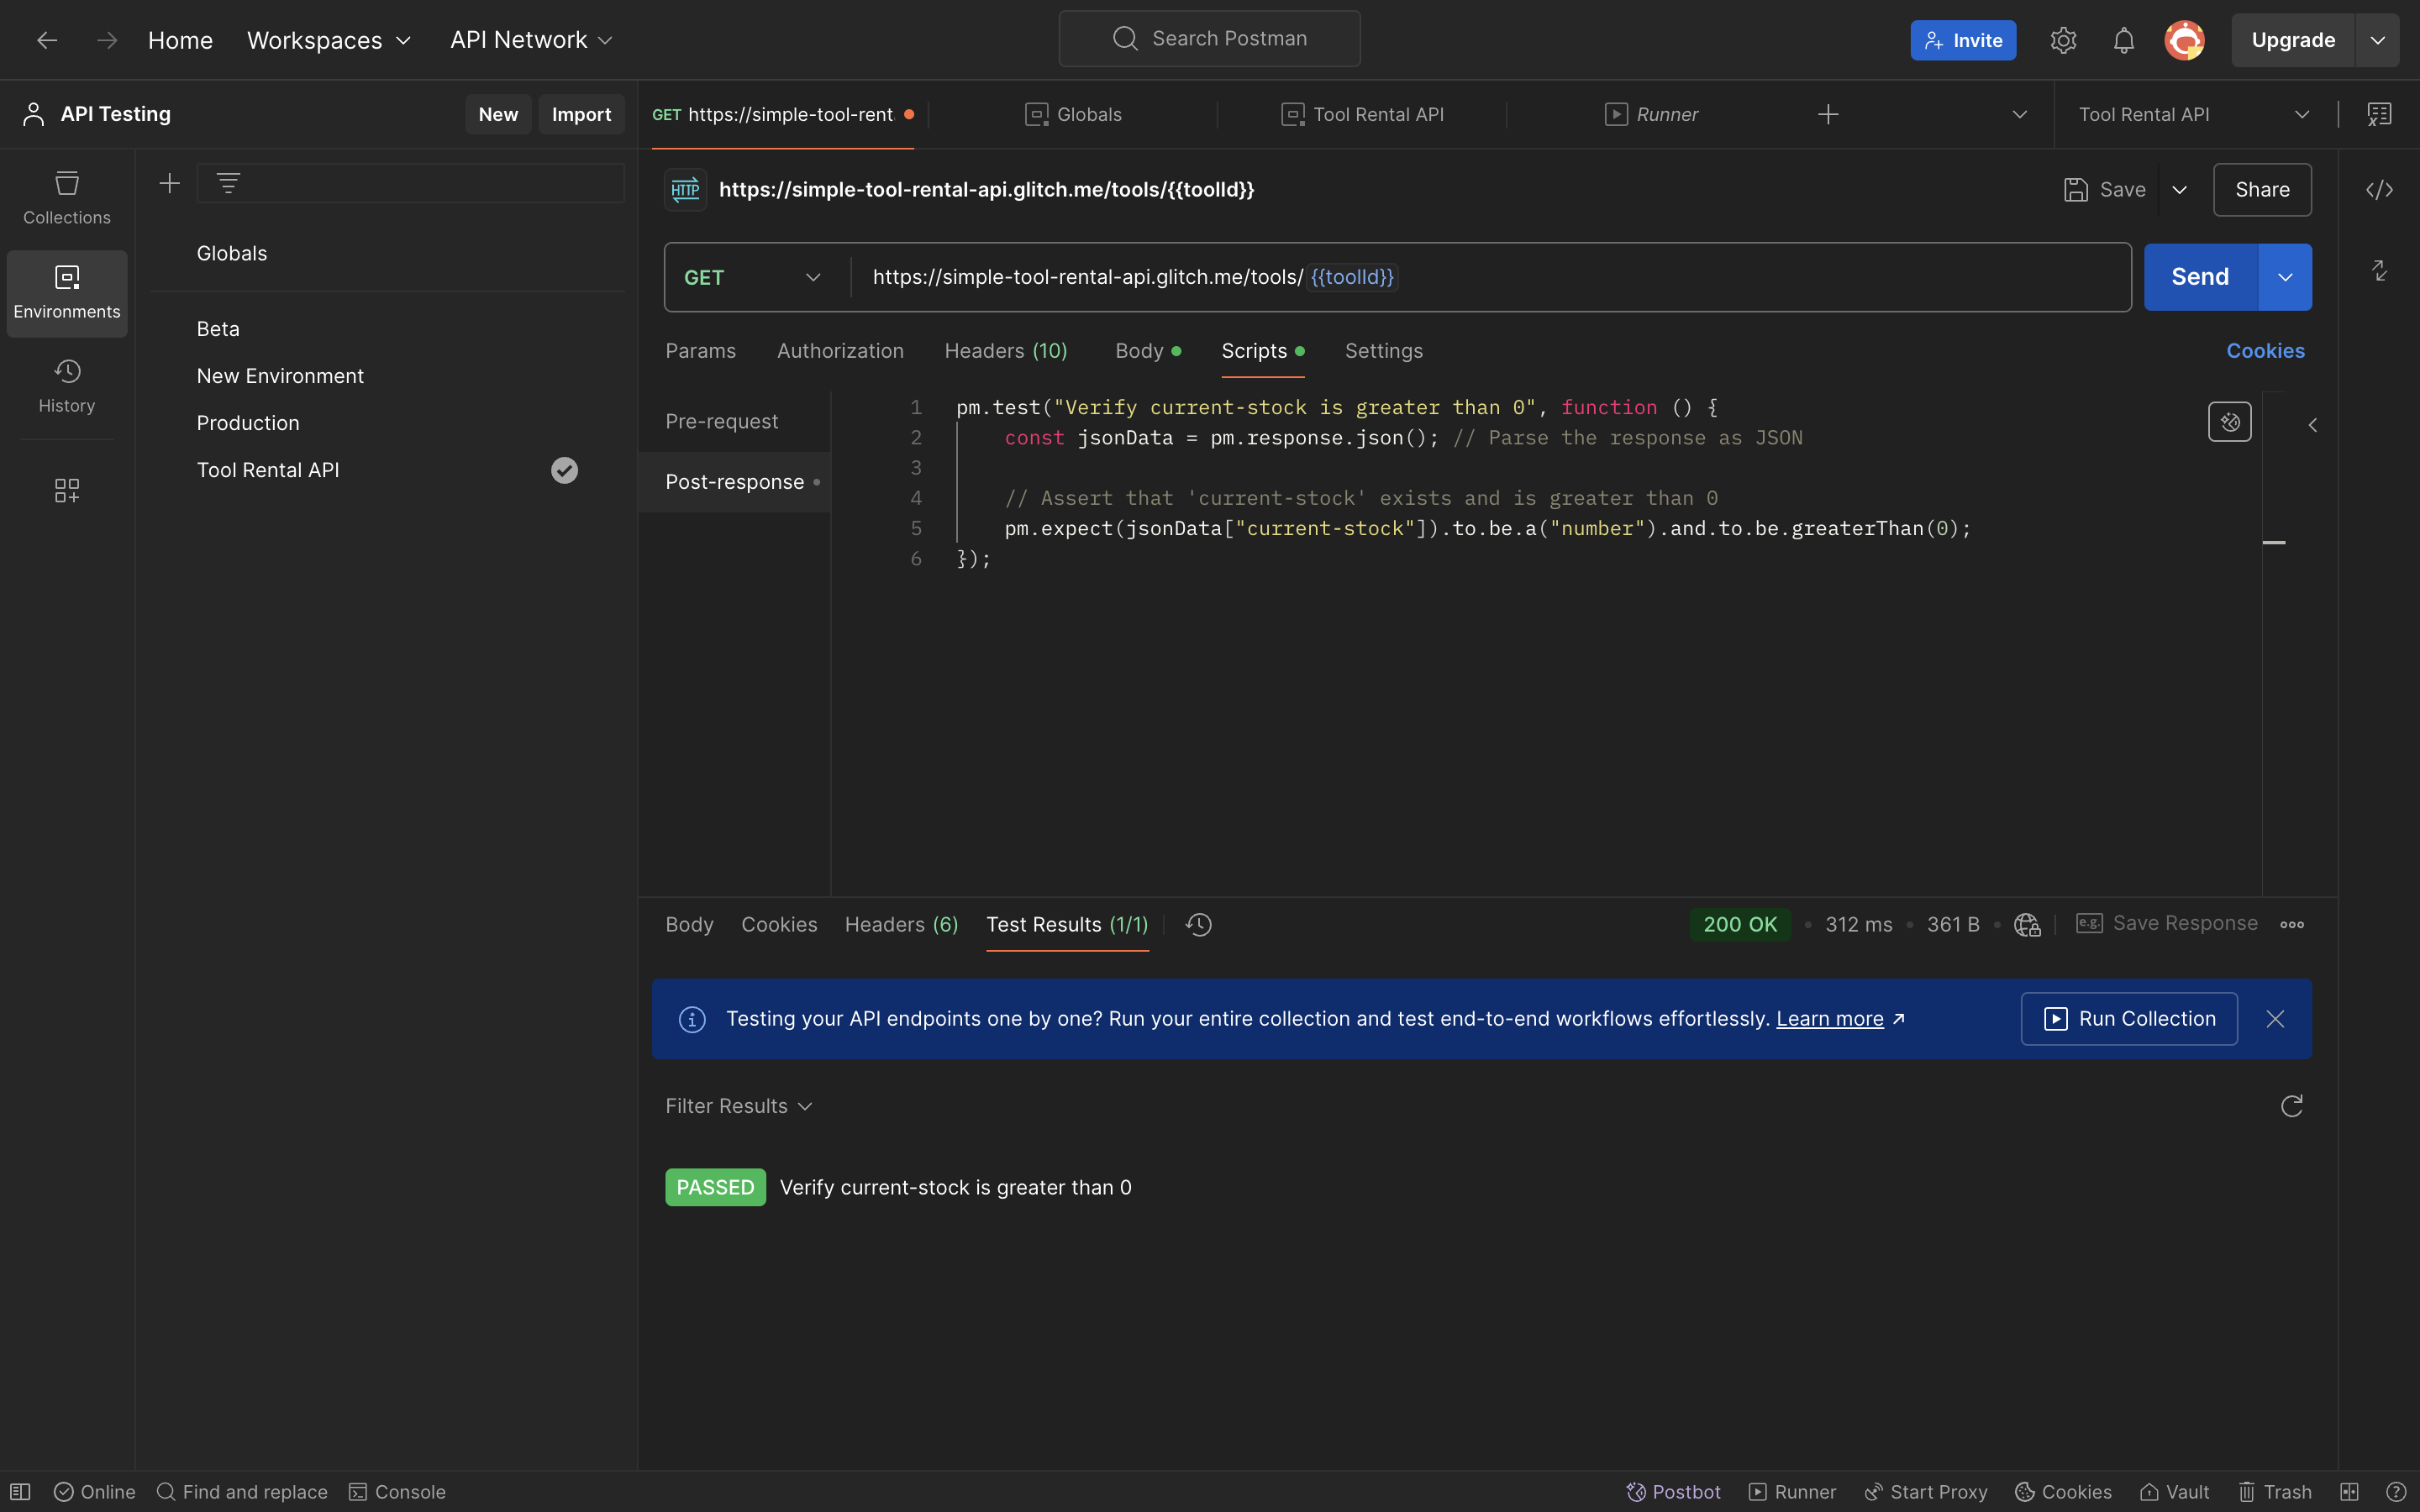 Home Workspaces API Network Search Postman Invite Upgrade
API Testing New Import GET https://simple-tool-rent Globals Tool Rental API Runner Tool Rental API
Collections
Environments
History
Globals
Beta
New Environment
Production
Tool Rental API
HTTP https://simple-tool-rental-api.glitch.me/tools/{{toolId}} Save Share
GET https://simple-tool-rental-api.glitch.me/tools/ {{toolId}} Send
Params Authorization Headers (10) Body Scripts Settings Cookies
Pre-request
Post-response
1 pm.test("Verify current-stock is greater than 0", function () {
2 const jsonData = pm.response.json(); // Parse the response as JSON
3
4 // Assert that 'current-stock' exists and is greater than 0
5 pm.expect(jsonData["current-stock"]).to.be.a("number").and.to.be.greaterThan(0);
6 });
Body Cookies Headers (6) Test Results (1/1) 200 OK • 312 ms • 361 B • e.g. Save Response
Testing your API endpoints one by one? Run your entire collection and test end-to-end workflows effortlessly. Learn more ↗ Run Collection
Filter Results
PASSED Verify current-stock is greater than 0
Online Find and replace Console Postbot Runner Start Proxy Cookies Vault Trash